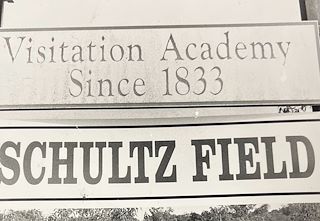 Visitation Academy
Since 1833
SCHULTZ FIELD